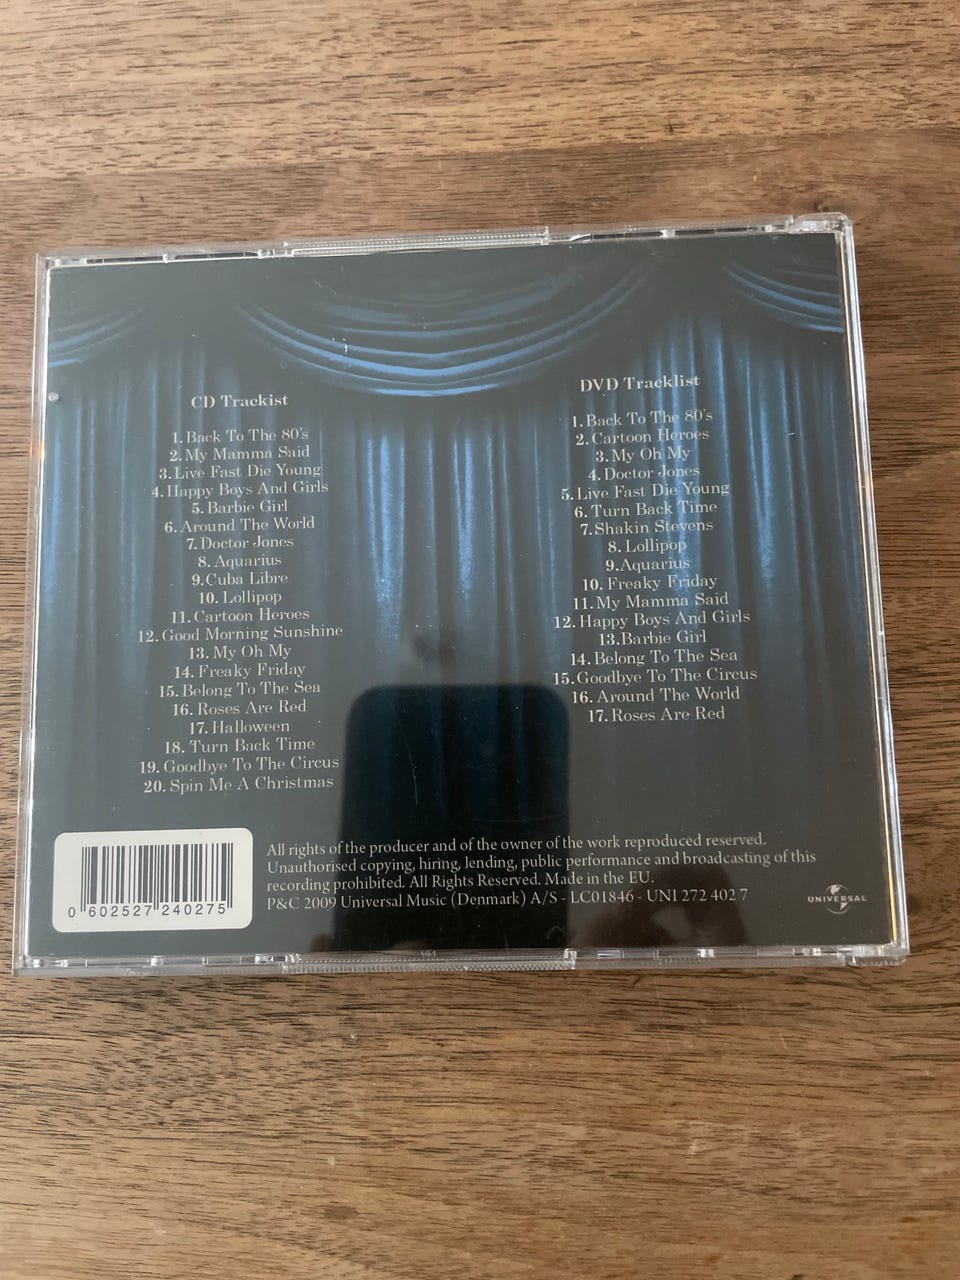 CD Trackist
1. Back To The 80's
2. My Mamma Said
3. Live Fast Die Young
4. Happy Boys And Girls
5. Barbie Girl
6. Around The World
7. Doctor Jones
8. Aquarius
9. Cuba Libre
10. Lollipop
11. Cartoon Heroes
12. Good Morning Sunshine
13. My Oh My
14. Freaky Friday
15. Belong To The Sea
16. Roses Are Red
17. Halloween
18. Turn Back Time
19. Goodbye To The Circus
20. Spin Me A Christmas
DVD Tracklist
1. Back To The 80's
2. Cartoon Heroes
3. My Oh My
4. Doctor Jones
5. Live Fast Die Young
6. Turn Back Time
7. Shakin Stevens
8. Lollipop
9. Aquarius
10. Freaky Friday
11. My Mamma Said
12. Happy Boys And Girls
13. Barbie Girl
14. Belong To The Sea
15. Goodbye To The Circus
16. Around The World
17. Roses Are Red
0 602527 240275
All rights of the producer and of the owner of the work reproduced reserved.
Unauthorised copying, hiring, lending, public performance and broadcasting of this
recording prohibited. All Rights Reserved. Made in the EU.
P&C 2009 Universal Music (Denmark) A/S - LC01846 - UNI 272 402 7
UNIVERSAL